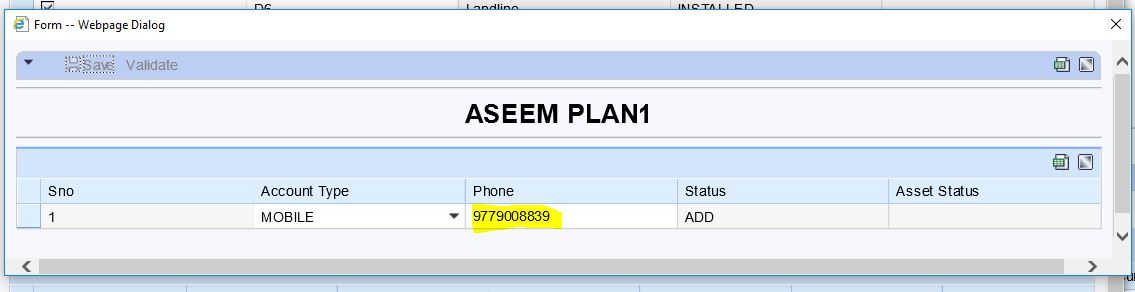 D6 Landline INSTALLED
Form -- Webpage Dialog
Save Validate
ASEEM PLAN1
Sno Account Type Phone Status Asset Status
1 MOBILE 9779008839 ADD